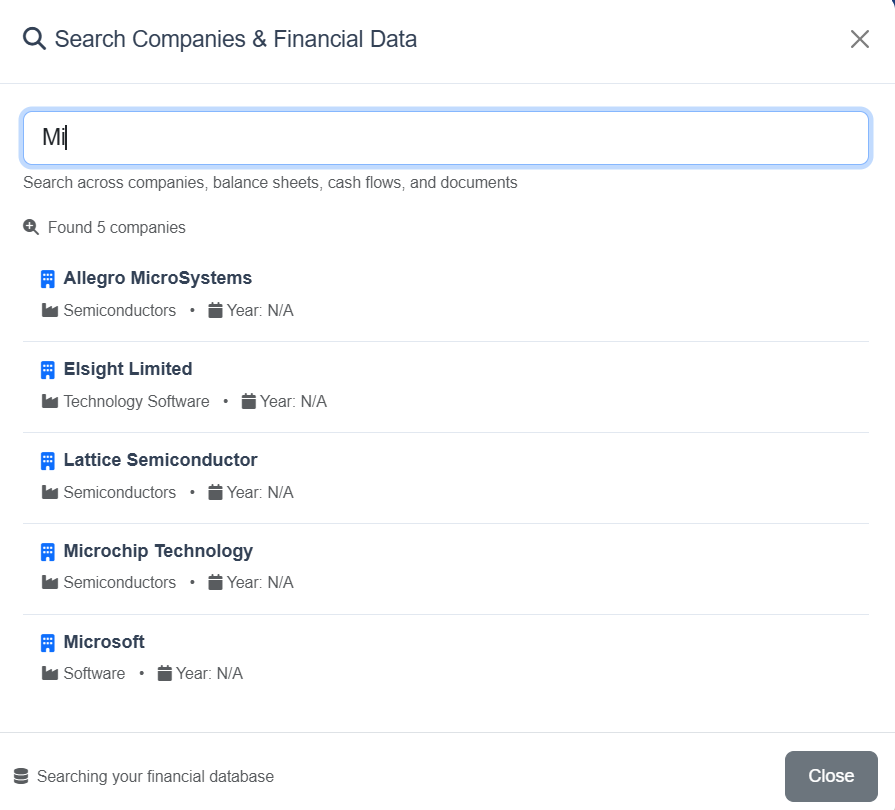 Search Companies & Financial Data
Mi
Search across companies, balance sheets, cash flows, and documents
Found 5 companies
Allegro MicroSystems
Semiconductors • Year: N/A
Elsight Limited
Technology Software • Year: N/A
Lattice Semiconductor
Semiconductors • Year: N/A
Microchip Technology
Semiconductors • Year: N/A
Microsoft
Software • Year: N/A
Searching your financial database
Close